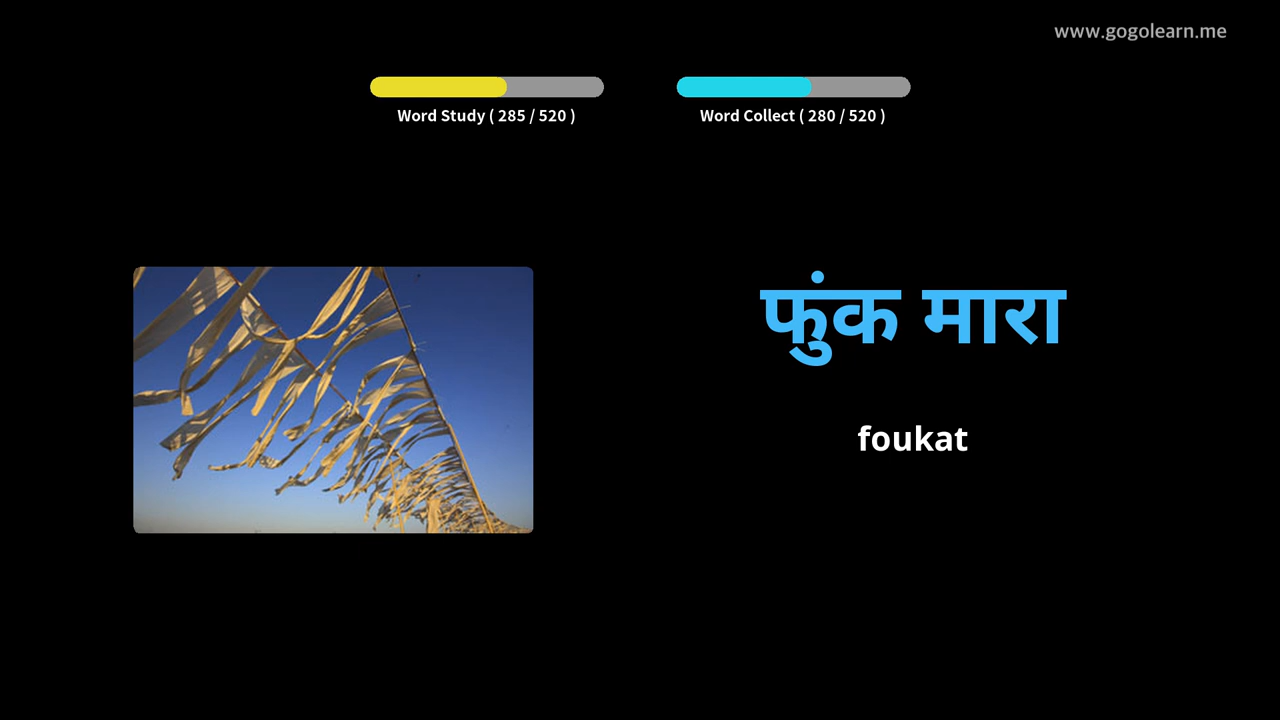 www.gogolearn.me
Word Study ( 285 / 520 )
Word Collect ( 280 / 520 )
फुंक मारा
foukat